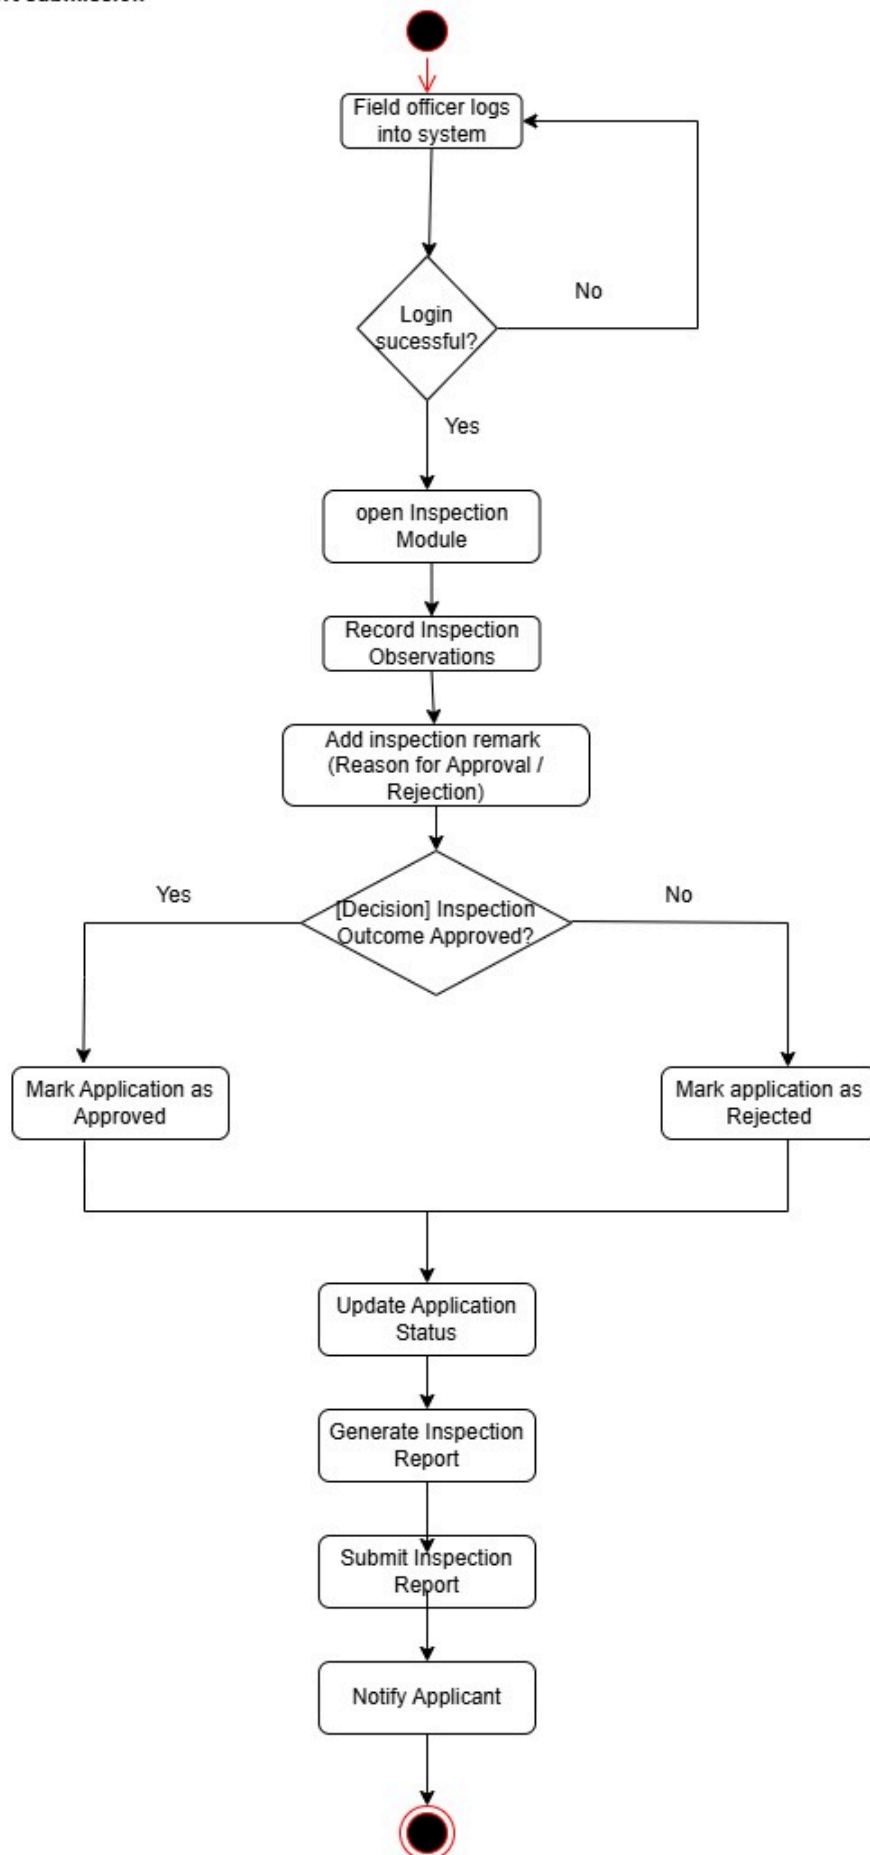 submission
Field officer logs
into system
Login
sucessful?
No
Yes
open Inspection
Module
Record Inspection
Observations
Add inspection remark
(Reason for Approval /
Rejection)
Yes
[Decision] Inspection
Outcome Approved?
No
Mark Application as
Approved
Mark application as
Rejected
Update Application
Status
Generate Inspection
Report
Submit Inspection
Report
Notify Applicant